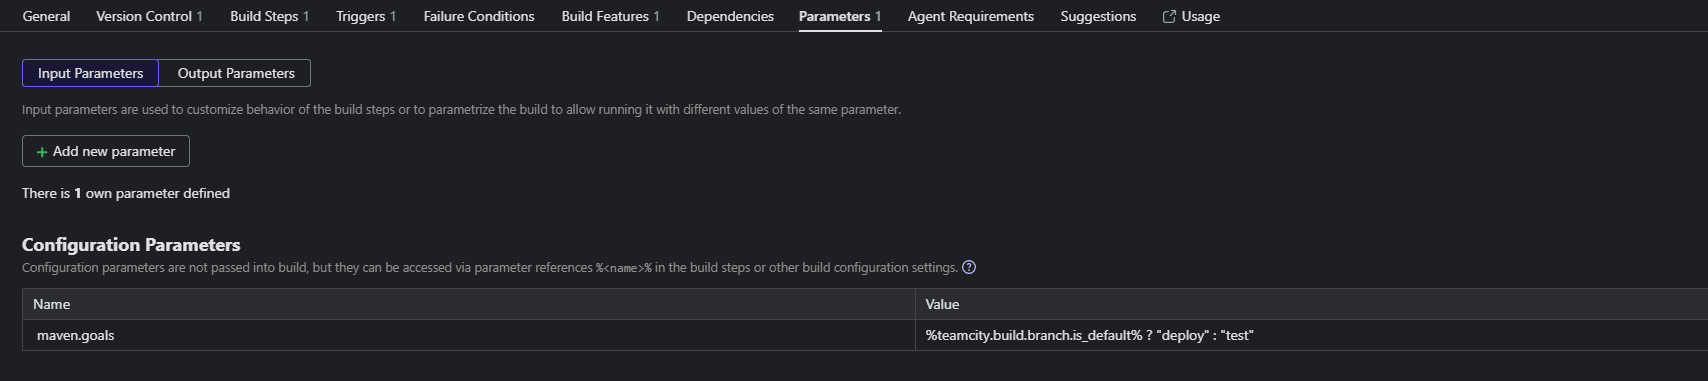 General Version Control 1 Build Steps 1 Triggers 1 Failure Conditions Build Features 1 Dependencies Parameters 1 Agent Requirements Suggestions Usage
Input Parameters Output Parameters
Input parameters are used to customize behavior of the build steps or to parametrize the build to allow running it with different values of the same parameter.
+ Add new parameter
There is 1 own parameter defined
Configuration Parameters
Configuration parameters are not passed into build, but they can be accessed via parameter references %<name>% in the build steps or other build configuration settings. ?
Name Value
maven.goals %teamcity.build.branch.is_default% ? "deploy" : "test"